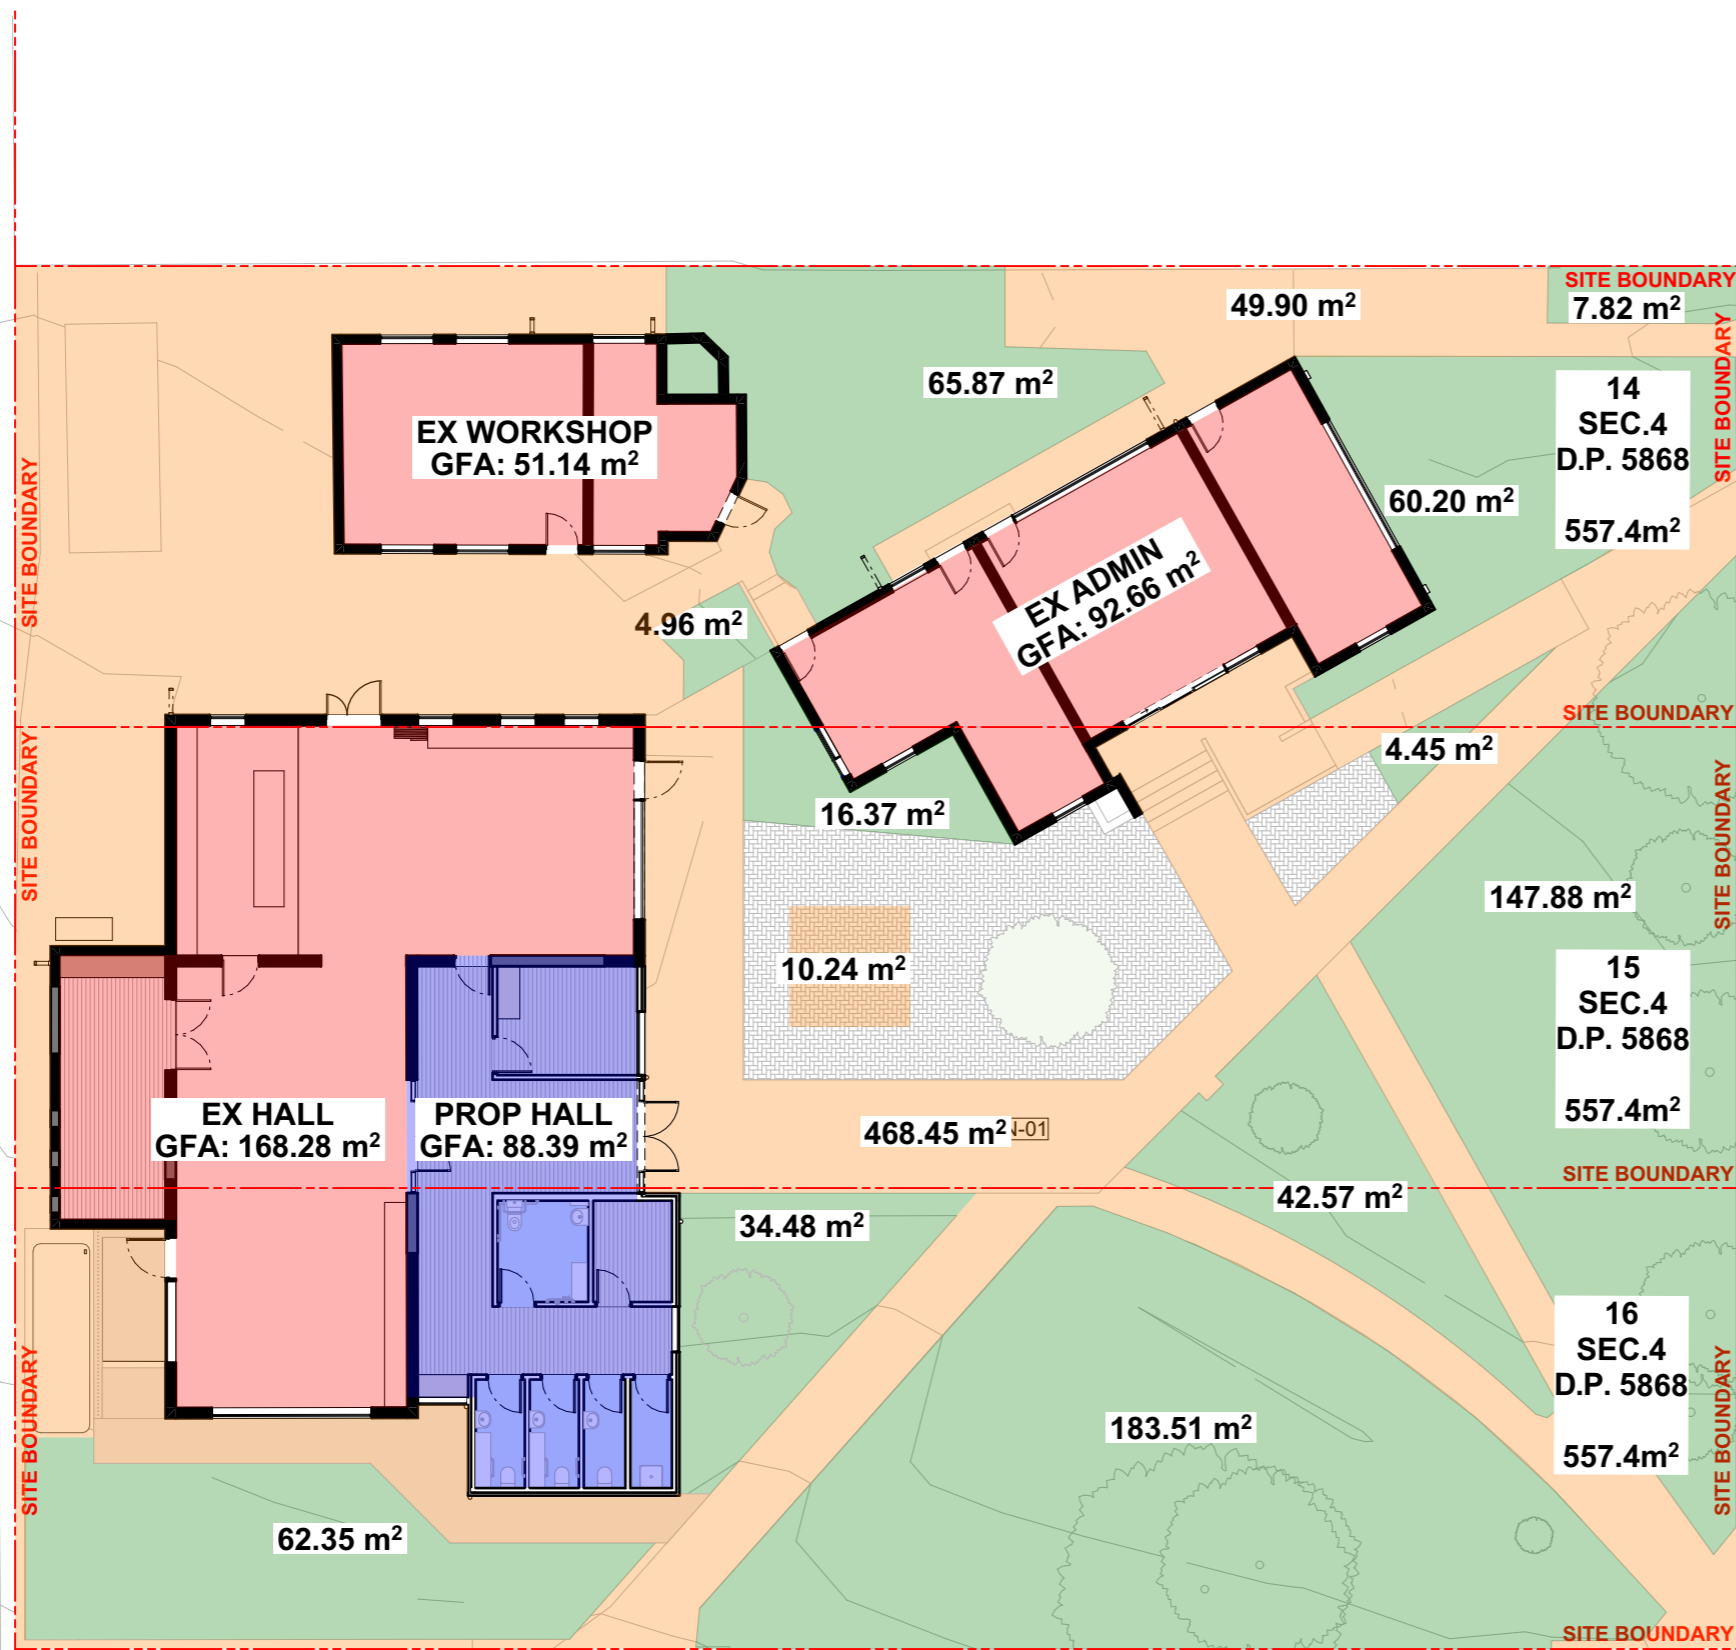 SITE BOUNDARY
49.90 m²
7.82 m²
SITE BOUNDARY
65.87 m²
14
SEC.4
D.P. 5868
557.4m²
EX WORKSHOP
GFA: 51.14 m²
60.20 m²
SITE BOUNDARY
EX ADMIN
GFA: 92.66 m²
4.96 m²
SITE BOUNDARY
4.45 m²
SITE BOUNDARY
SITE BOUNDARY
16.37 m²
147.88 m²
10.24 m²
15
SEC.4
D.P. 5868
557.4m²
EX HALL
GFA: 168.28 m²
PROP HALL
GFA: 88.39 m²
468.45 m²
N-01
SITE BOUNDARY
42.57 m²
34.48 m²
16
SEC.4
D.P. 5868
557.4m²
SITE BOUNDARY
SITE BOUNDARY
183.51 m²
62.35 m²
SITE BOUNDARY